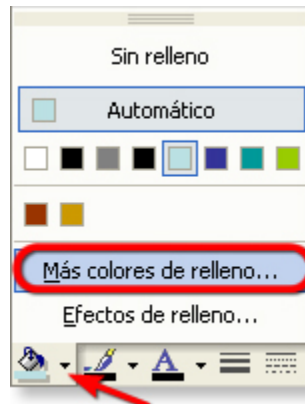 Sin relleno
Automático
Más colores de relleno...
Efectos de relleno...
A